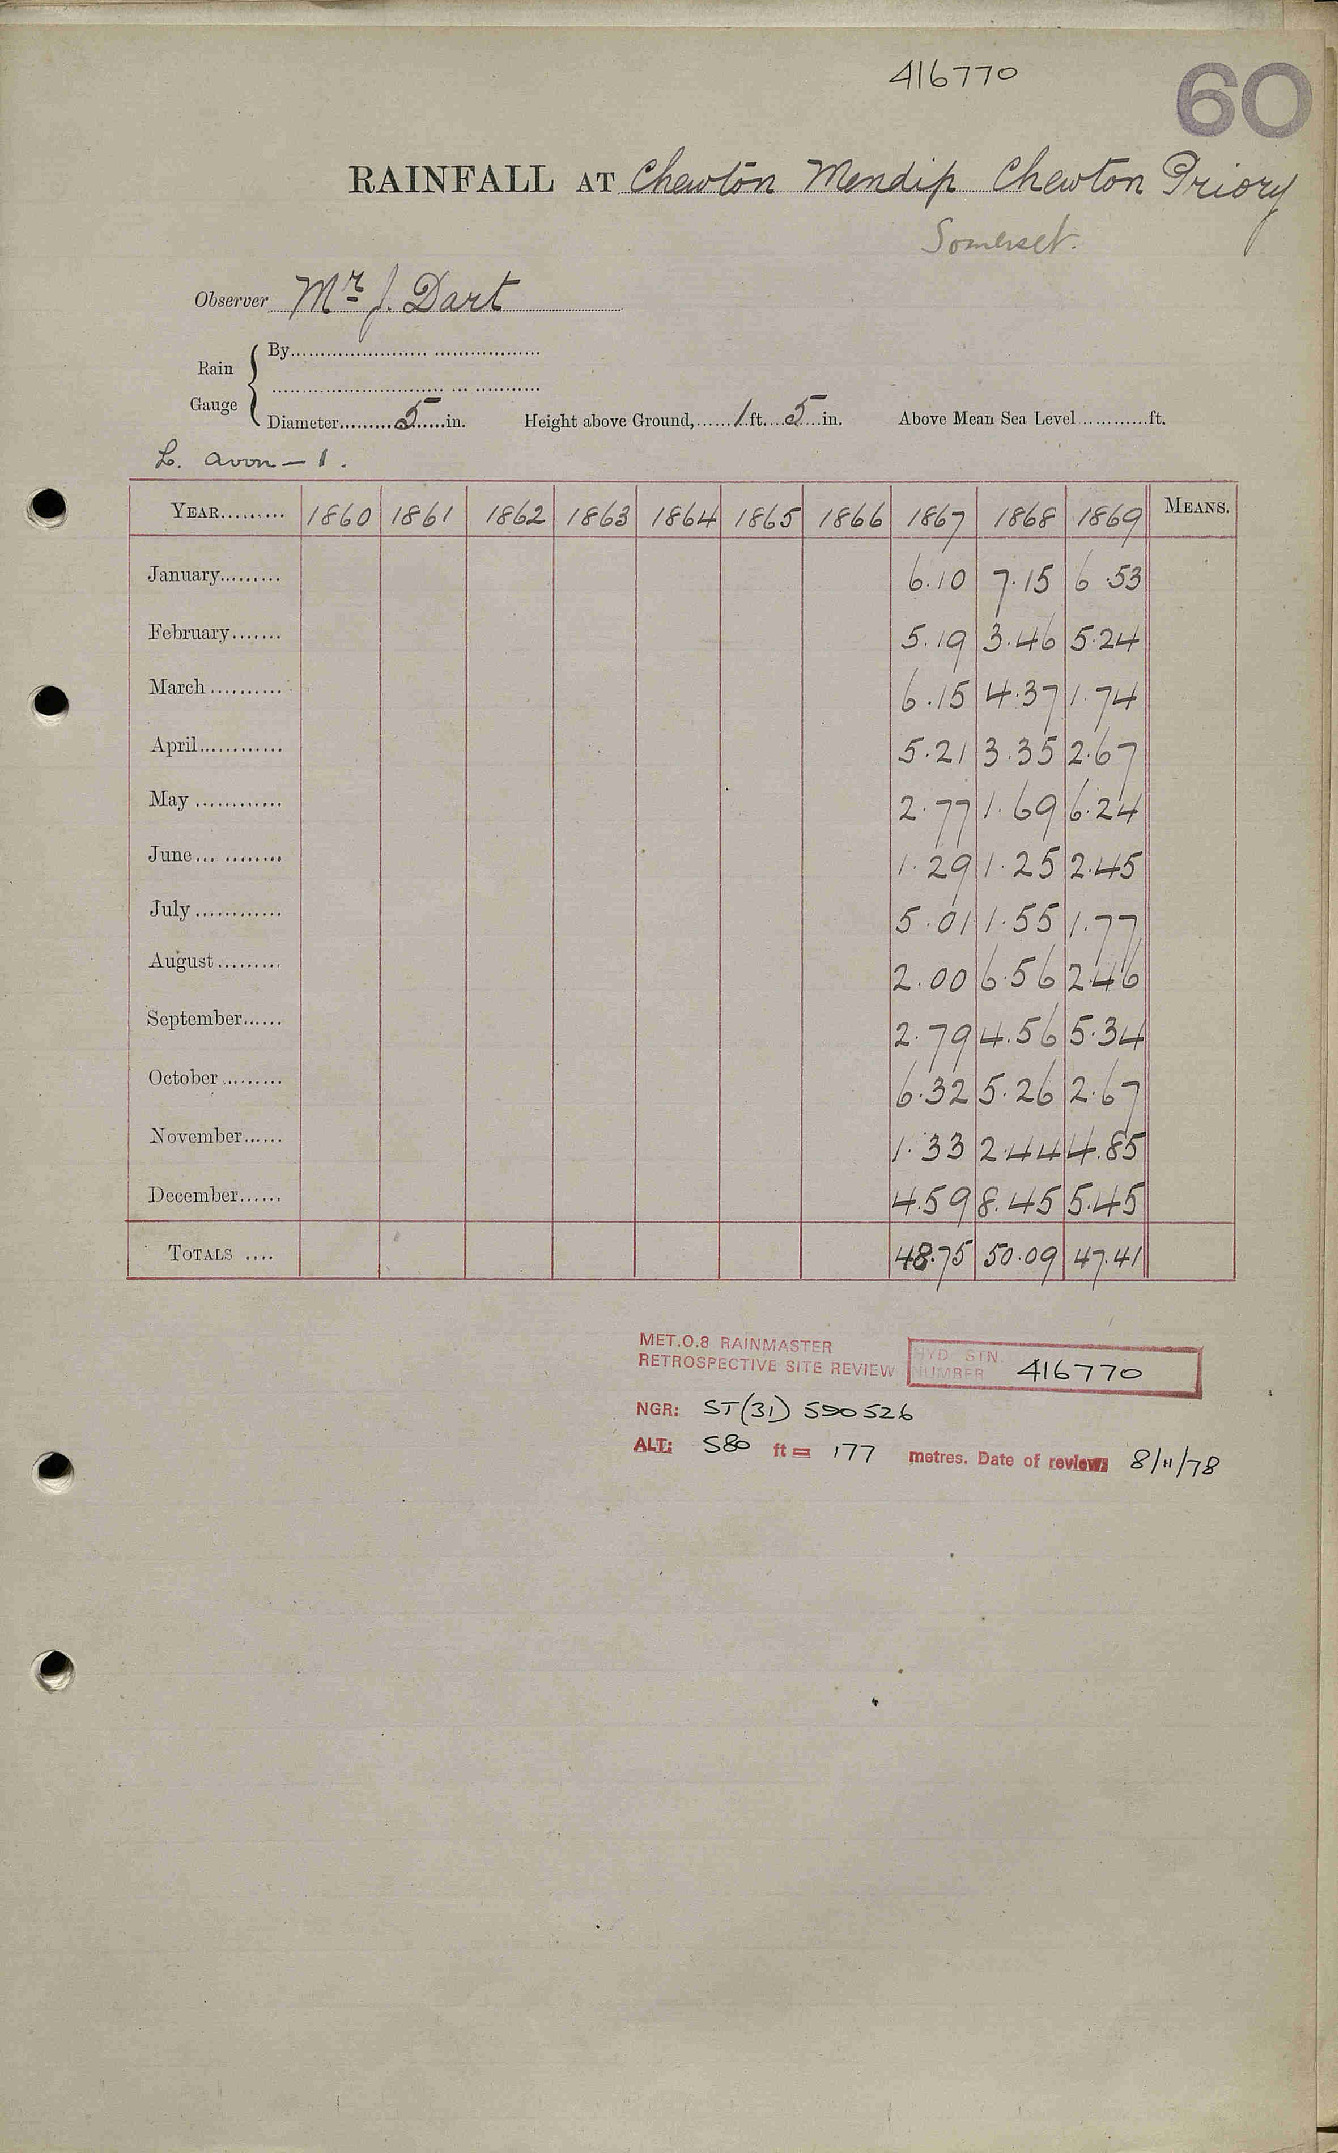 416770
60
RAINFALL AT Chewton Mendip Chewton Priory
Somerset.
Observer Mr J. Dart
Rain Gauge { By
Diameter 5 in. Height above Ground, 1 ft. 5 in. Above Mean Sea Level ft.
L. Avon - 1.
YEAR 1860 1861 1862 1863 1864 1865 1866 1867 1868 1869 MEANS.
January 6.10 7.15 6.53
February 5.19 3.46 5.24
March 6.15 4.37 1.74
April 5.21 3.35 2.67
May 2.77 1.69 6.24
June 1.29 1.25 2.45
July 5.01 1.55 1.77
August 2.00 6.56 2.46
September 2.79 4.56 5.34
October 6.32 5.26 2.67
November 1.33 2.44 4.85
December 4.59 8.45 5.45
TOTALS 48.75 50.09 47.41
MET.O.8 RAINMASTER
RETROSPECTIVE SITE REVIEW HYD. STN. NUMBER 416770
NGR: ST(31) 590526
ALT: 580 ft = 177 metres. Date of review: 8/11/78